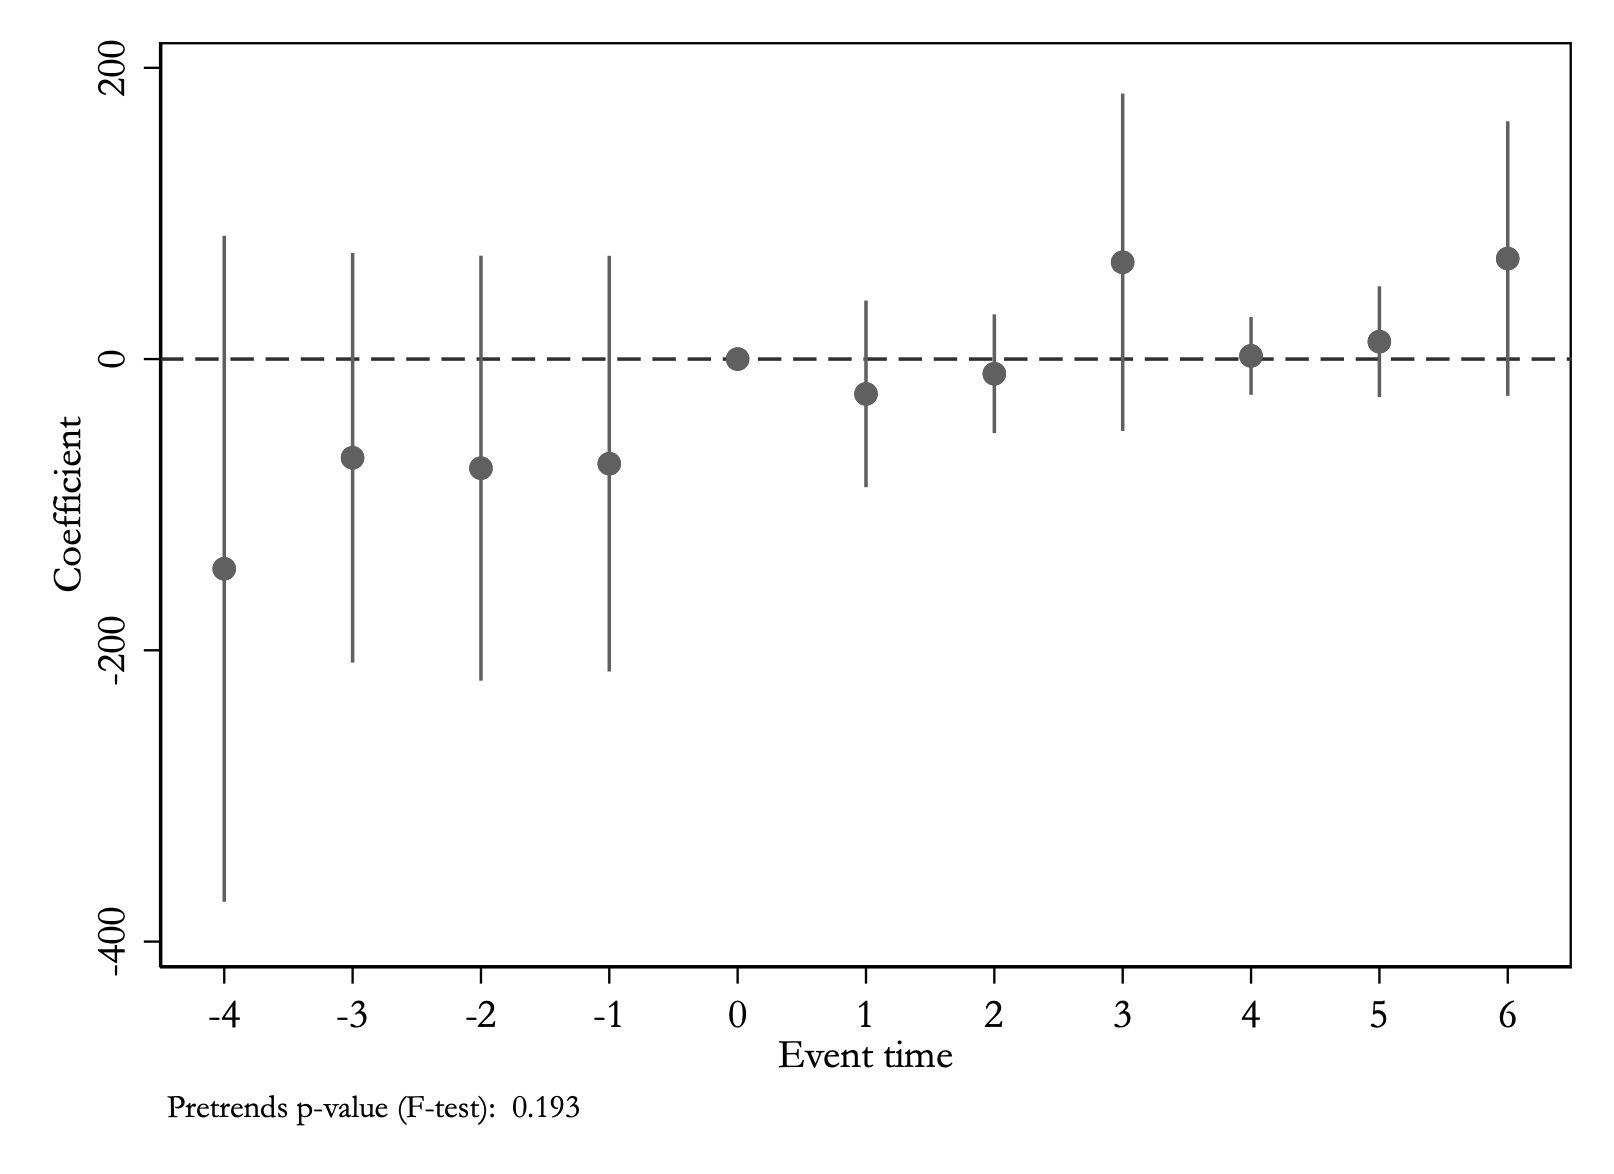 200
0
-200
-400
Coefficient
-4 -3 -2 -1 0 1 2 3 4 5 6
Event time
Pretrends p-value (F-test): 0.193